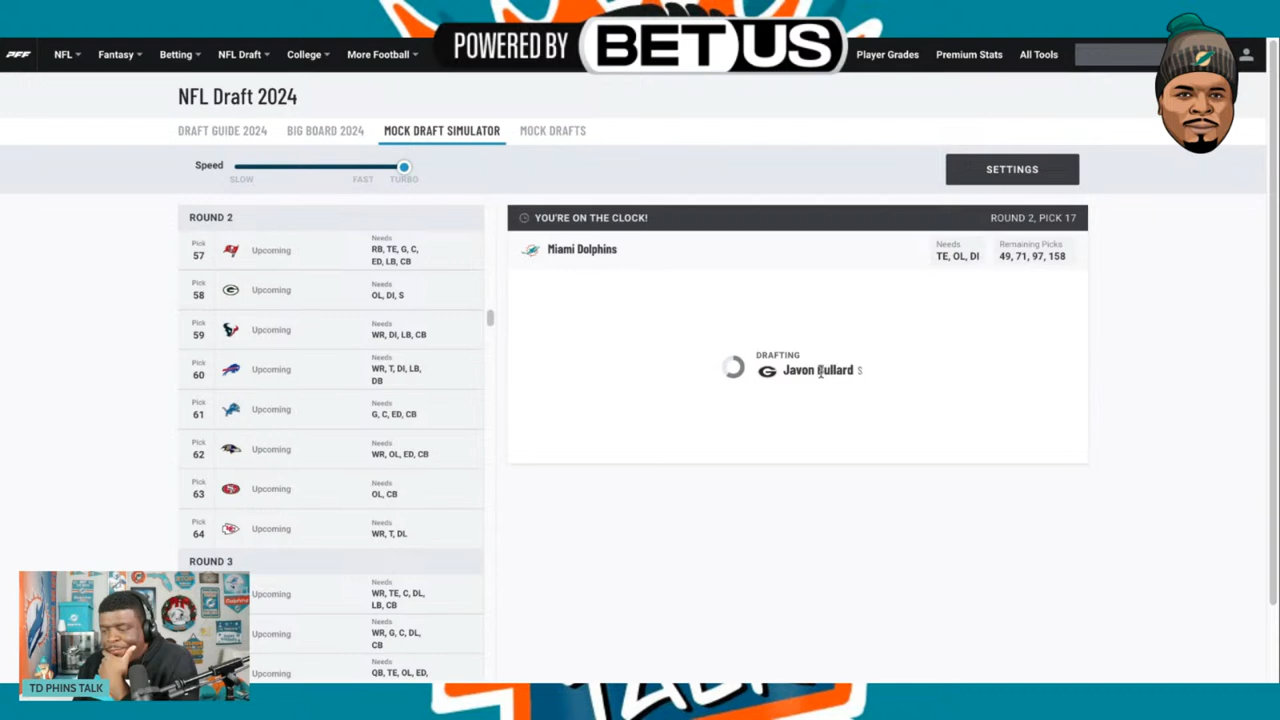 POWERED BY BETUS
PFF NFL Fantasy Betting NFL Draft College More Football Player Grades Premium Stats All Tools
NFL Draft 2024
DRAFT GUIDE 2024 BIG BOARD 2024 MOCK DRAFT SIMULATOR MOCK DRAFTS
Speed
SLOW FAST TURBO
SETTINGS
ROUND 2
Pick 57 Upcoming Needs RB, TE, G, C,
ED, LB, CB
Pick 58 Upcoming Needs OL, DI, S
Pick 59 Upcoming Needs WR, DI, LB, CB
Pick 60 Upcoming Needs WR, T, DI, LB,
DB
Pick 61 Upcoming Needs G, C, ED, CB
Pick 62 Upcoming Needs WR, OL, ED, CB
Pick 63 Upcoming Needs OL, CB
Pick 64 Upcoming Needs WR, T, DL
ROUND 3
Upcoming Needs WR, TE, C, DL,
LB, CB
Upcoming Needs WR, G, C, DL,
CB
Upcoming Needs QB, TE, OL, ED,
YOU'RE ON THE CLOCK! ROUND 2, PICK 17
Miami Dolphins
Needs
TE, OL, DI
Remaining Picks
49, 71, 97, 158
DRAFTING
Javon Bullard S
TD PHINS TALK
TALK